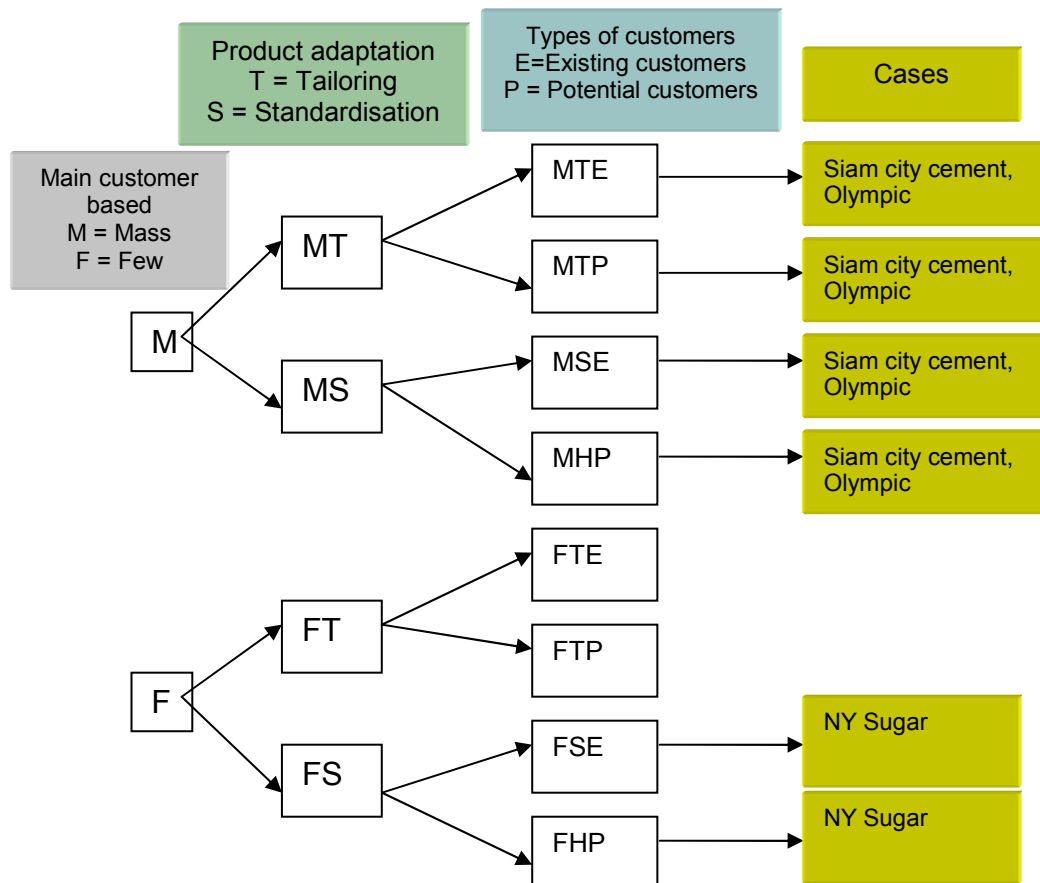 Product adaptation
T = Tailoring
S = Standardisation
Types of customers
E=Existing customers
P = Potential customers
Cases
Main customer
based
M = Mass
F = Few
M
MT
MS
MTE
MTP
MSE
MHP
Siam city cement,
Olympic
Siam city cement,
Olympic
Siam city cement,
Olympic
Siam city cement,
Olympic
F
FT
FS
FTE
FTP
FSE
FHP
NY Sugar
NY Sugar